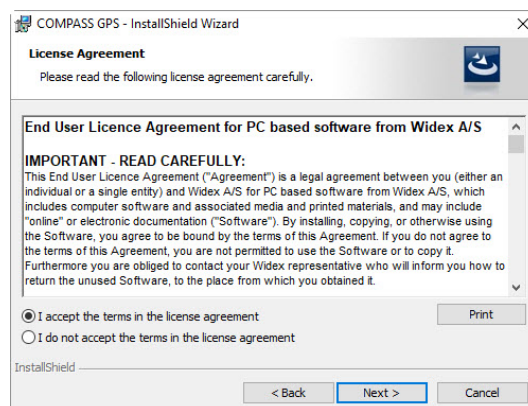 COMPASS GPS - InstallShield Wizard
License Agreement
Please read the following license agreement carefully.
End User Licence Agreement for PC based software from Widex A/S
IMPORTANT - READ CAREFULLY:
This End User Licence Agreement ("Agreement") is a legal agreement between you (either an
individual or a single entity) and Widex A/S for PC based software from Widex A/S, which
includes computer software and associated media and printed materials, and may include
"online" or electronic documentation ("Software"). By installing, copying, or otherwise using
the Software, you agree to be bound by the terms of this Agreement. If you do not agree to
the terms of this Agreement, you are not permitted to use the Software or to copy it.
Furthermore you are obliged to contact your Widex representative who will inform you how to
return the unused Software, to the place from which you obtained it.
I accept the terms in the license agreement
Print
I do not accept the terms in the license agreement
InstallShield
< Back
Next >
Cancel